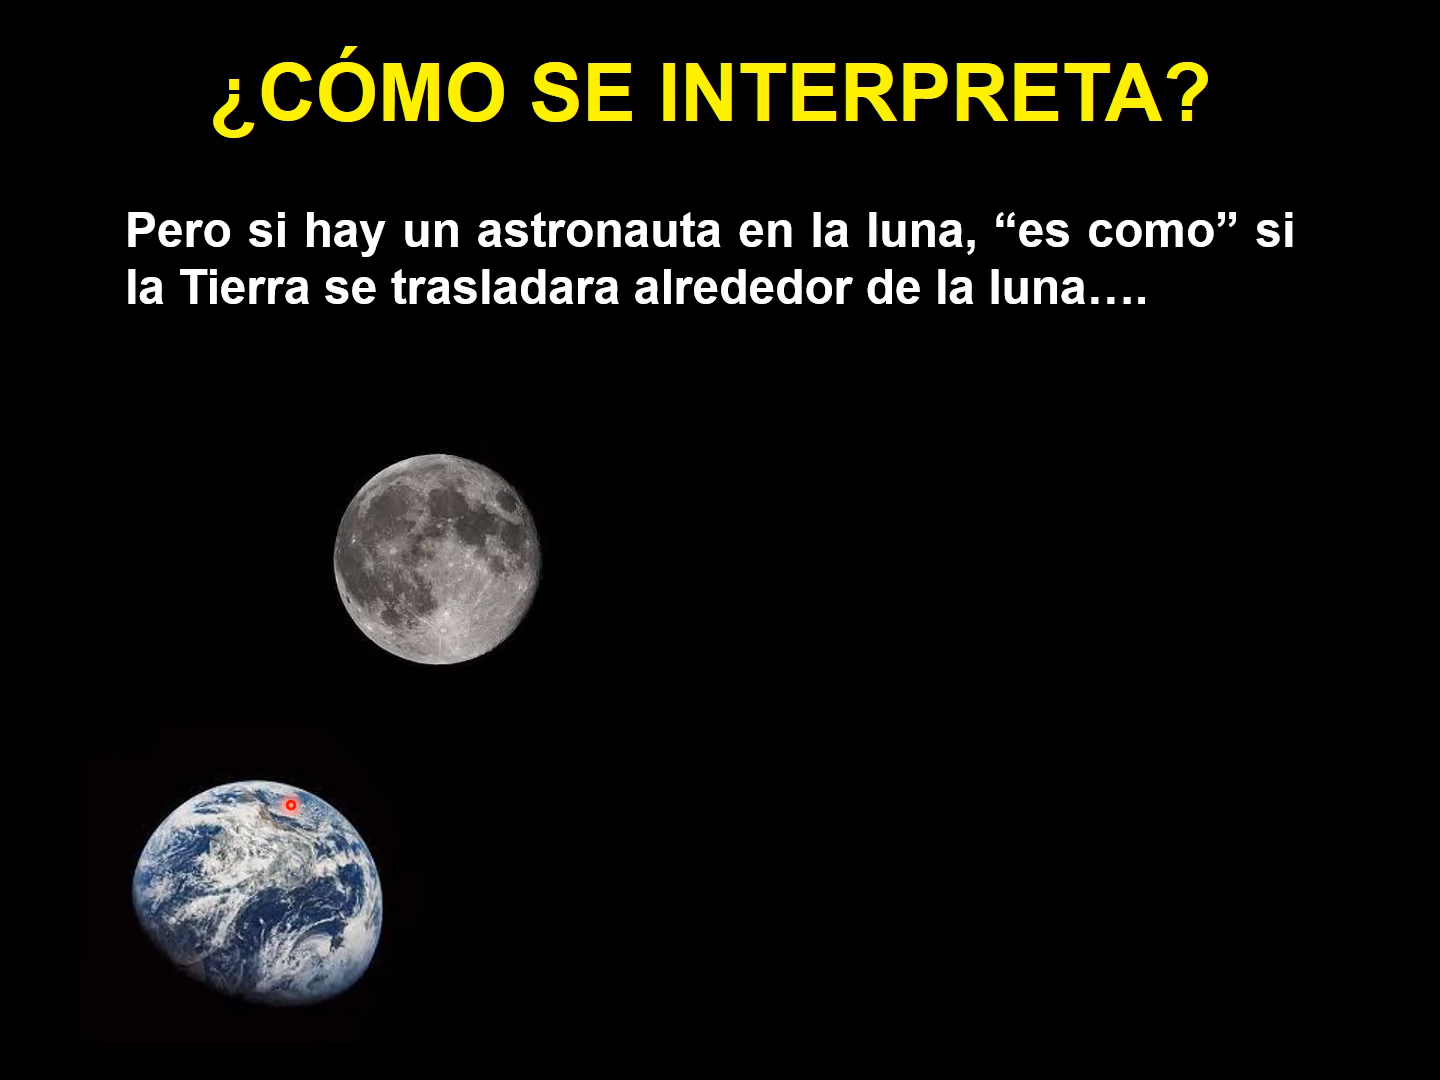 ¿CÓMO SE INTERPRETA?
Pero si hay un astronauta en la luna, “es como” si
la Tierra se trasladara alrededor de la luna….